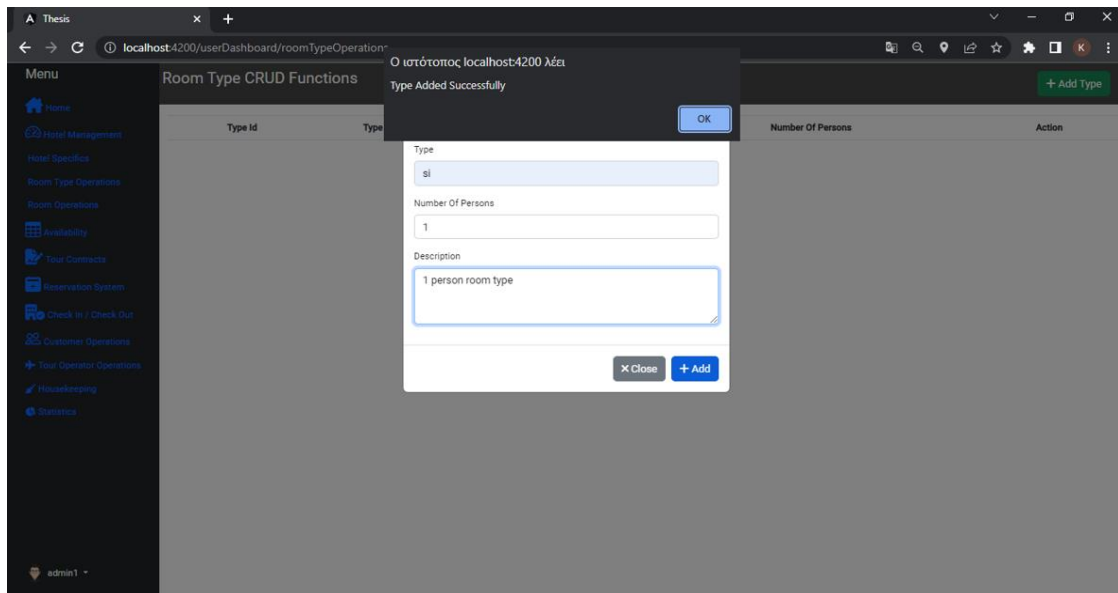 Thesis
localhost:4200/userDashboard/roomTypeOperations
K
Menu
Home
Hotel Management
Hotel Specifics
Room Type Operations
Room Operations
Availability
Tour Contracts
Reservation System
Check In / Check Out
Customer Operations
Tour Operator Operations
Housekeeping
Statistics
admin1
Room Type CRUD Functions
+ Add Type
Type Id
Type
Number Of Persons
Action
Ο ιστότοπος localhost:4200 λέει
Type Added Successfully
OK
Type
si
Number Of Persons
1
Description
1 person room type
Close
+ Add